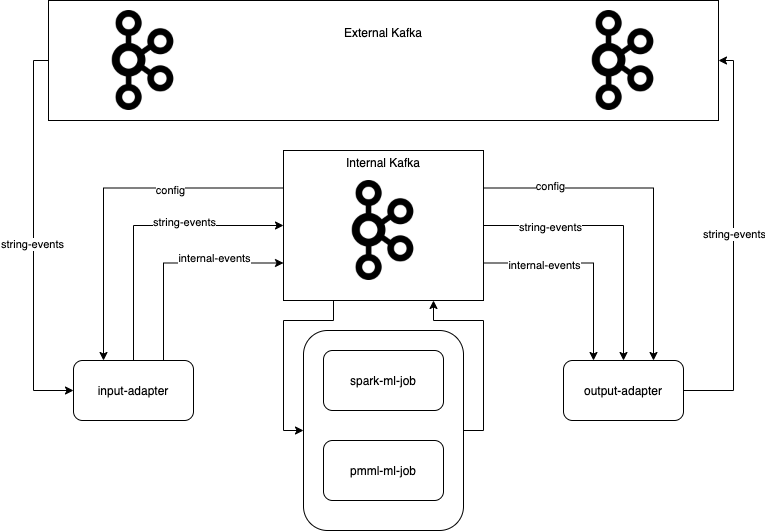 External Kafka
Internal Kafka
config
config
string-events
string-events
string-events
string-events
internal-events
internal-events
input-adapter
spark-ml-job
output-adapter
pmml-ml-job